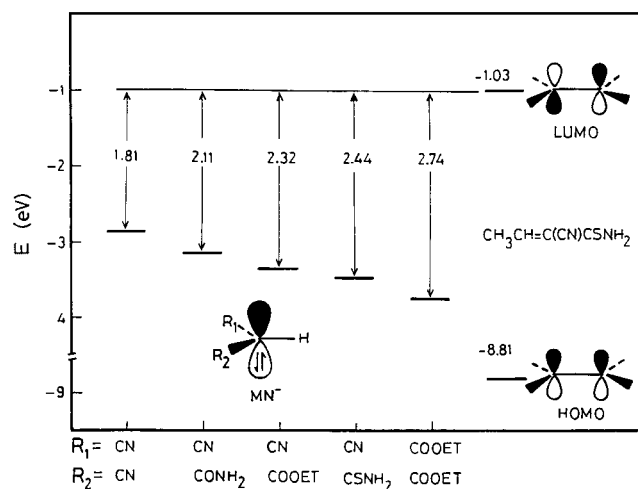 -1.03
-1
LUMO
1.81 2.11 2.32 2.44 2.74
-2
E (eV)
CH₃CH=C(CN)CSNH₂
-3
R₁ H
R₂
4
MN⁻
-8.81
-9
HOMO
R₁= CN CN CN CN COOET
R₂= CN CONH₂ COOET CSNH₂ COOET